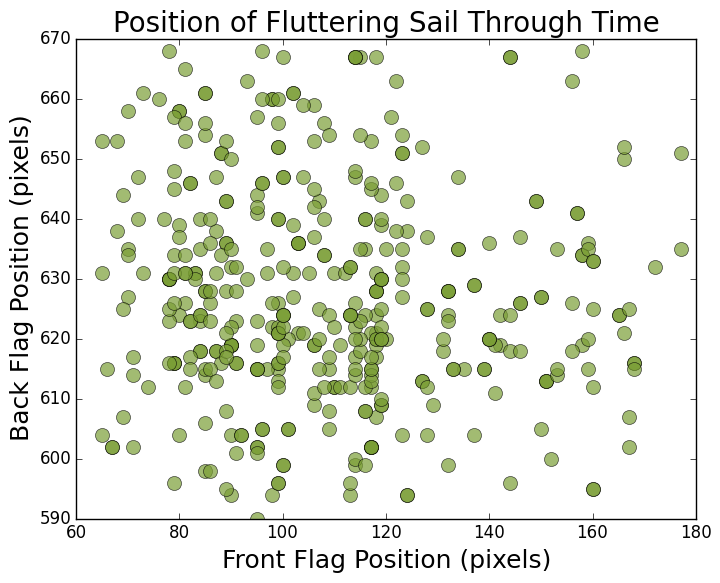 Position of Fluttering Sail Through Time
670
660
650
640
630
620
610
600
590
Back Flag Position (pixels)
60 80 100 120 140 160 180
Front Flag Position (pixels)